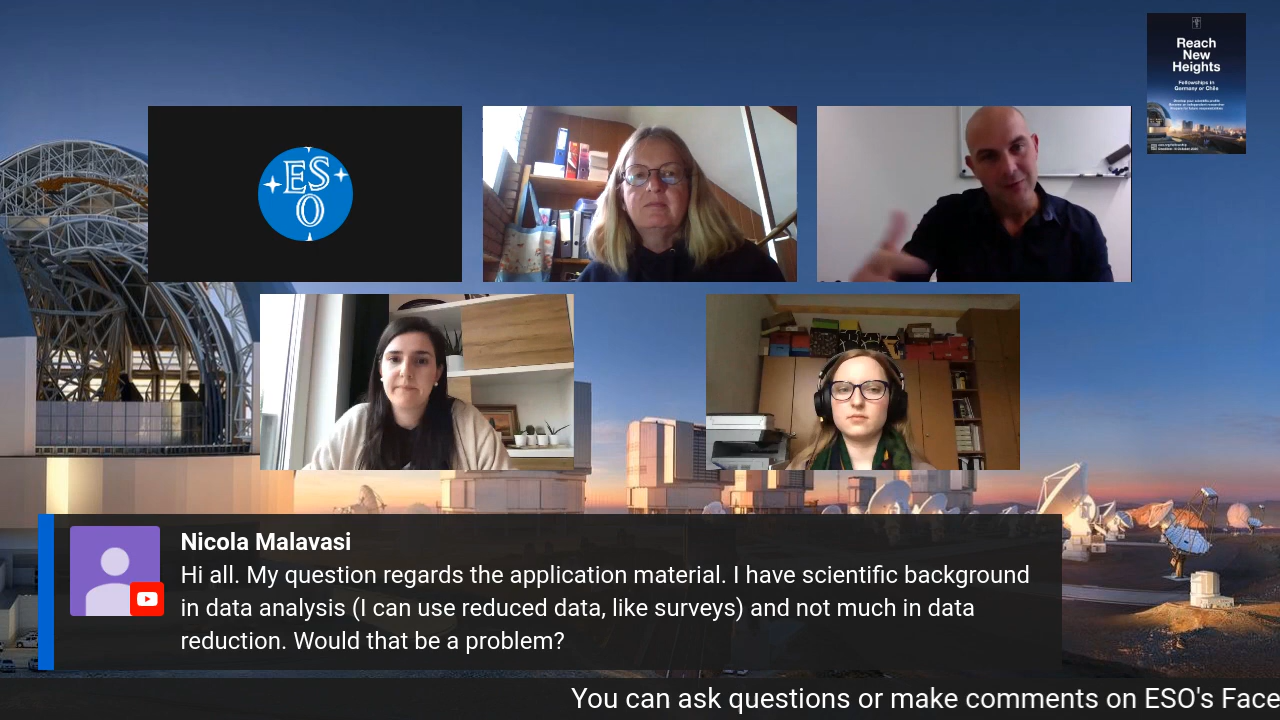 Reach
New
Heights
Fellowships in
Germany or Chile
ES
O
Nicola Malavasi
Hi all. My question regards the application material. I have scientific background
in data analysis (I can use reduced data, like surveys) and not much in data
reduction. Would that be a problem?
You can ask questions or make comments on ESO's Face